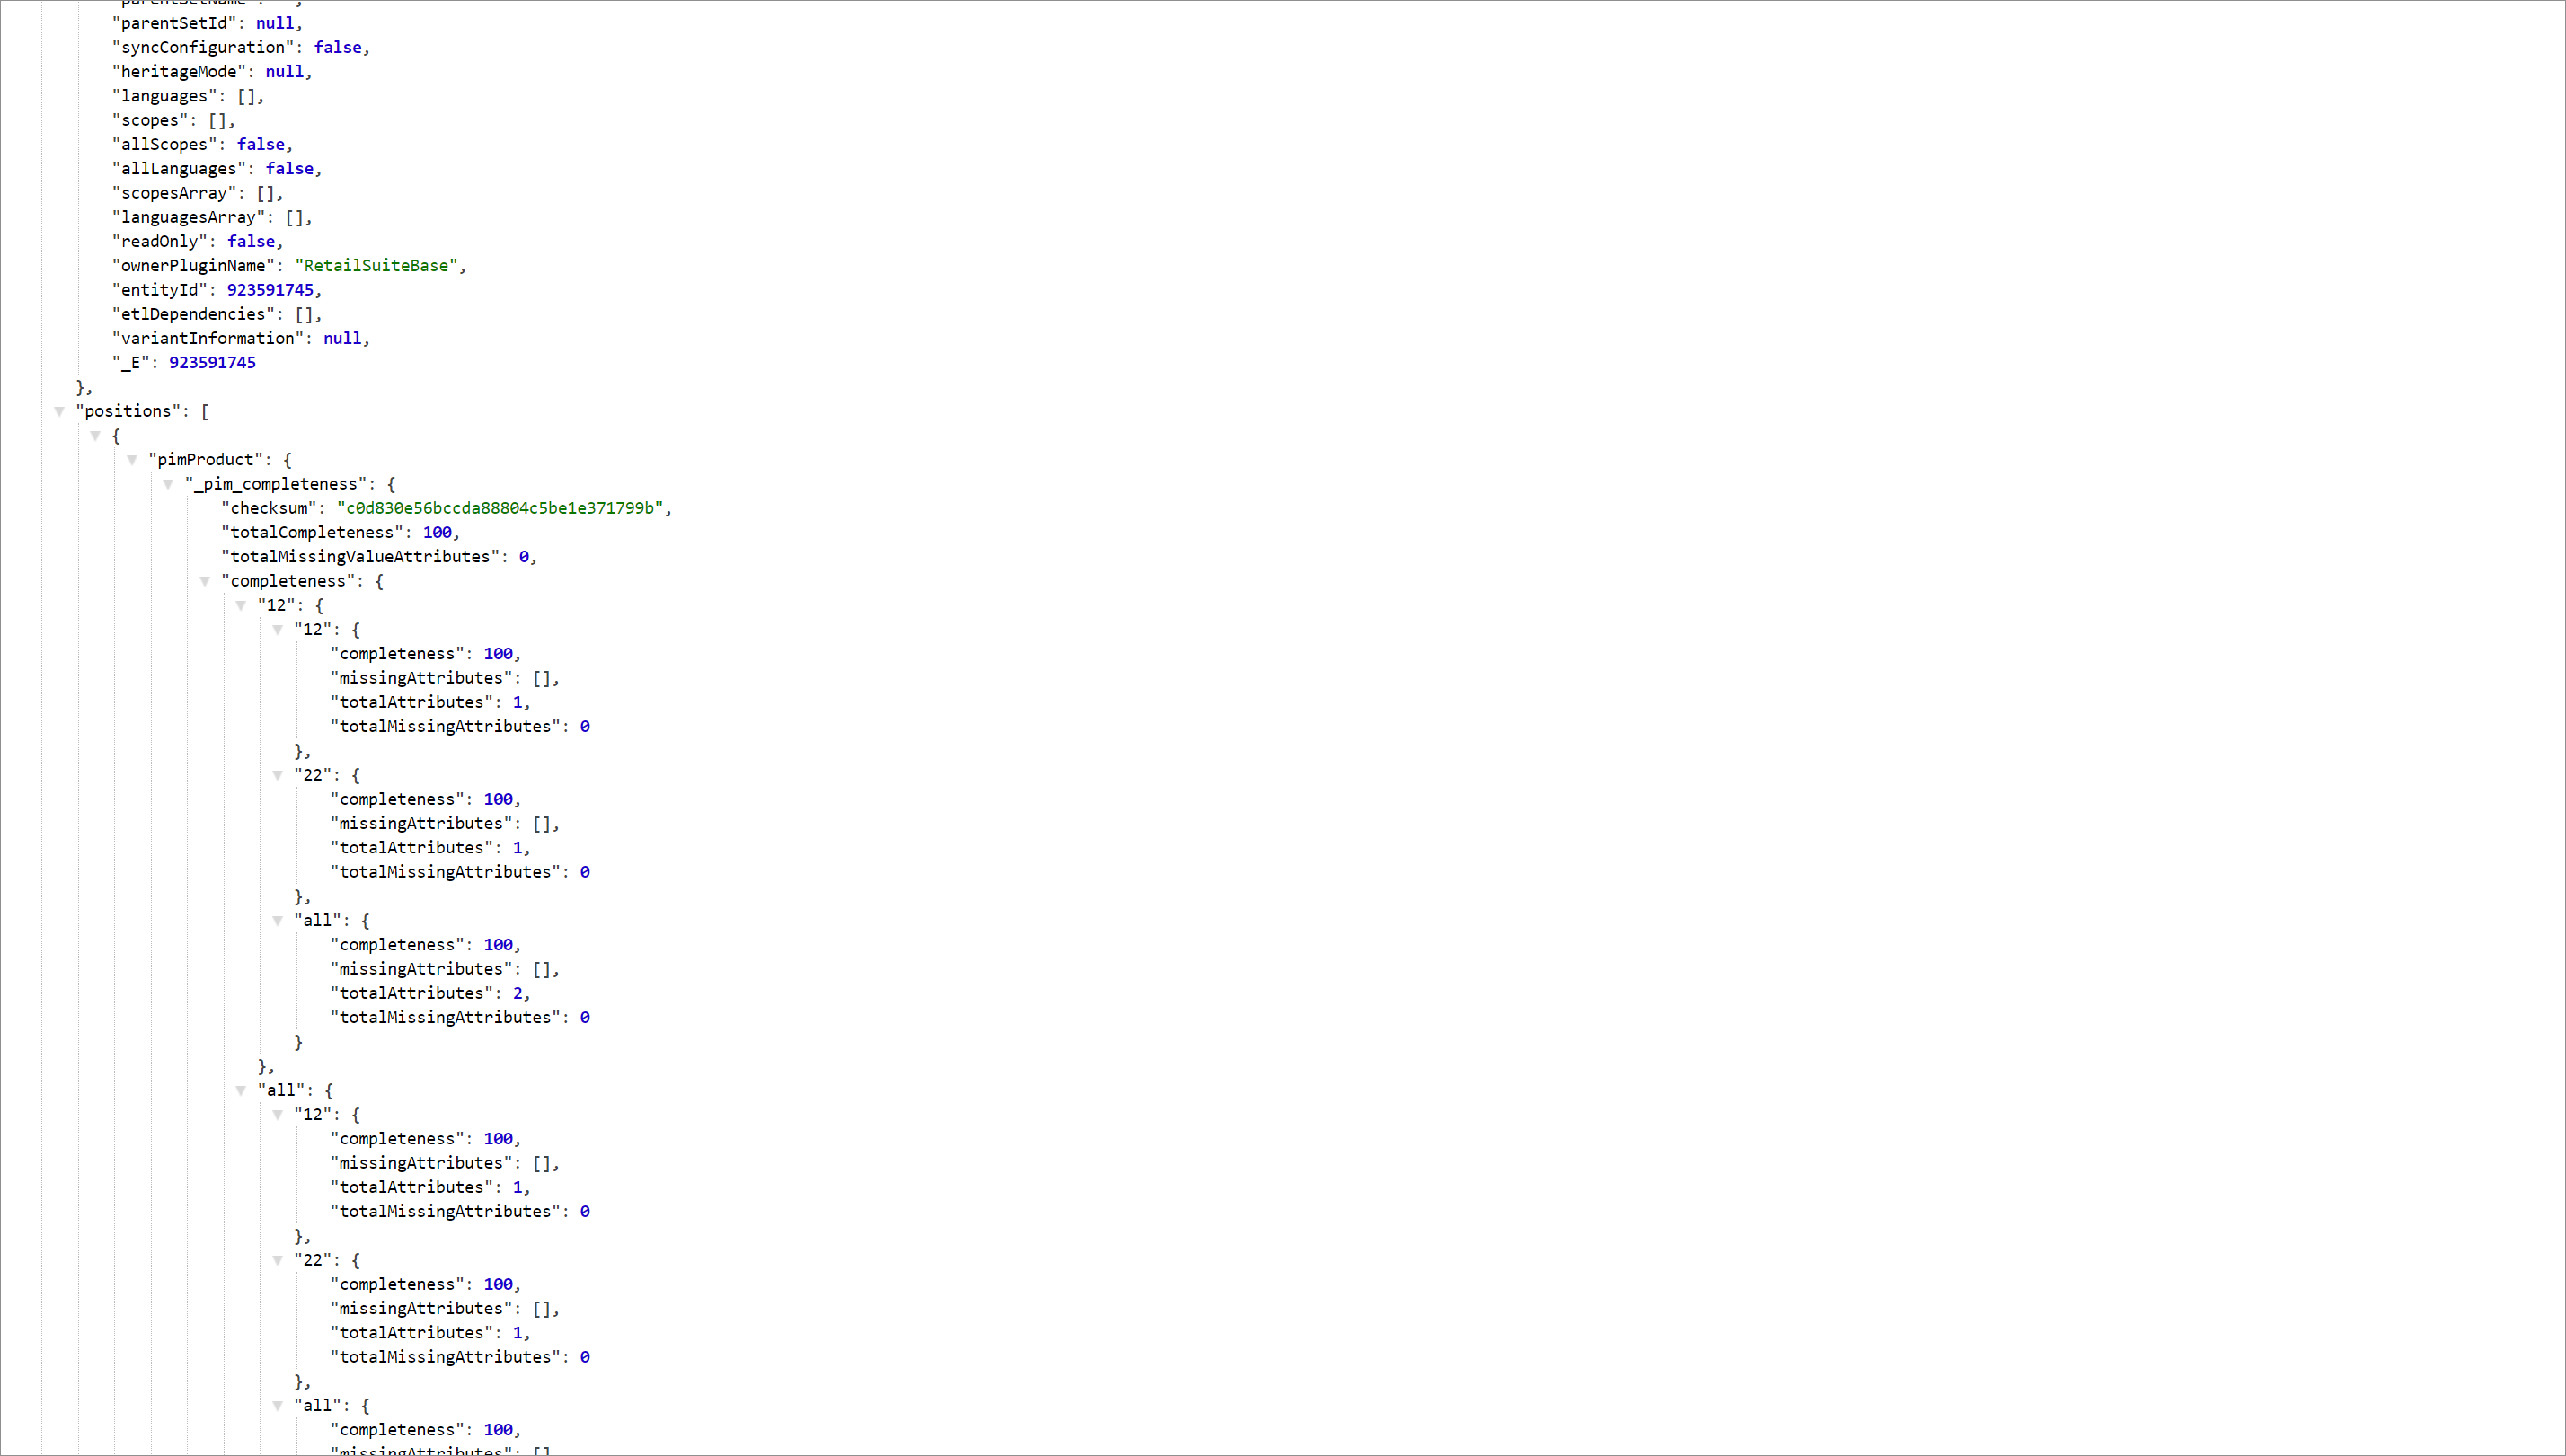 "parentSetId": null,
"syncConfiguration": false,
"heritageMode": null,
"languages": [],
"scopes": [],
"allScopes": false,
"allLanguages": false,
"scopesArray": [],
"languagesArray": [],
"readOnly": false,
"ownerPluginName": "RetailSuiteBase",
"entityId": 923591745,
"etlDependencies": [],
"variantInformation": null,
"_E": 923591745
},
"positions": [
{
"pimProduct": {
"_pim_completeness": {
"checksum": "c0d830e56bccda88804c5be1e371799b",
"totalCompleteness": 100,
"totalMissingValueAttributes": 0,
"completeness": {
"12": {
"12": {
"completeness": 100,
"missingAttributes": [],
"totalAttributes": 1,
"totalMissingAttributes": 0
},
"22": {
"completeness": 100,
"missingAttributes": [],
"totalAttributes": 1,
"totalMissingAttributes": 0
},
"all": {
"completeness": 100,
"missingAttributes": [],
"totalAttributes": 2,
"totalMissingAttributes": 0
}
},
"all": {
"12": {
"completeness": 100,
"missingAttributes": [],
"totalAttributes": 1,
"totalMissingAttributes": 0
},
"22": {
"completeness": 100,
"missingAttributes": [],
"totalAttributes": 1,
"totalMissingAttributes": 0
},
"all": {
"completeness": 100,